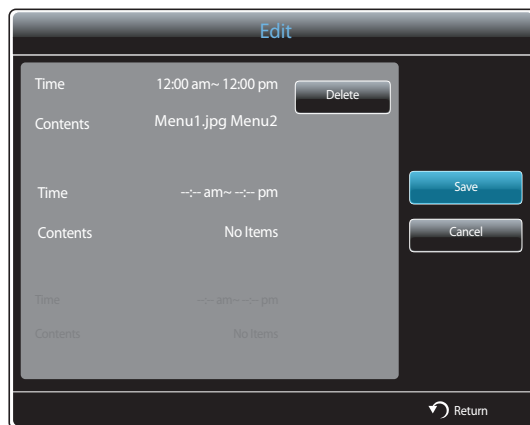 Edit
Time 12:00 am~ 12:00 pm
Delete
Contents Menu1.jpg Menu2
Time --:-- am~ --:-- pm
Save
Contents No Items
Cancel
Time --:-- am~ --:-- pm
Contents No Items
Return